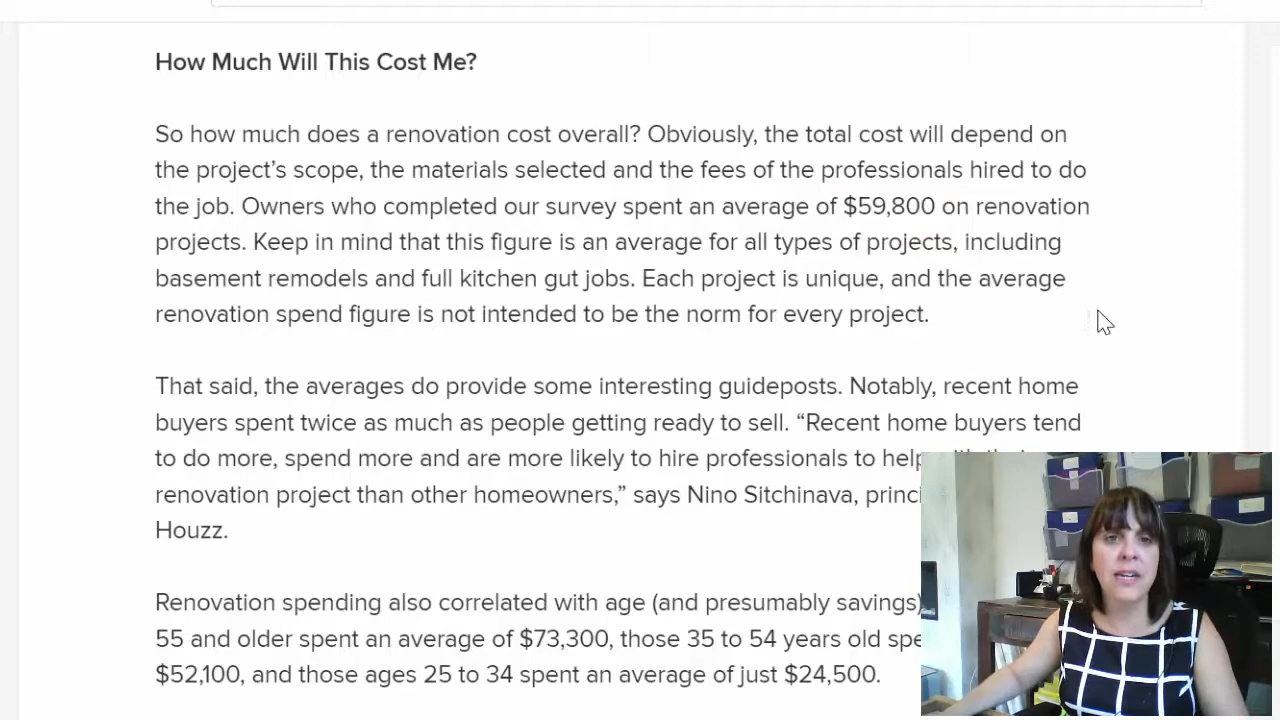 How Much Will This Cost Me?
So how much does a renovation cost overall? Obviously, the total cost will depend on
the project’s scope, the materials selected and the fees of the professionals hired to do
the job. Owners who completed our survey spent an average of $59,800 on renovation
projects. Keep in mind that this figure is an average for all types of projects, including
basement remodels and full kitchen gut jobs. Each project is unique, and the average
renovation spend figure is not intended to be the norm for every project.
That said, the averages do provide some interesting guideposts. Notably, recent home
buyers spent twice as much as people getting ready to sell. “Recent home buyers tend
to do more, spend more and are more likely to hire professionals to help
renovation project than other homeowners,” says Nino Sitchinava,
Houzz.
Renovation spending also correlated with age (and presumably savings)
55 and older spent an average of $73,300, those 35 to 54 years old
$52,100, and those ages 25 to 34 spent an average of just $24,500.